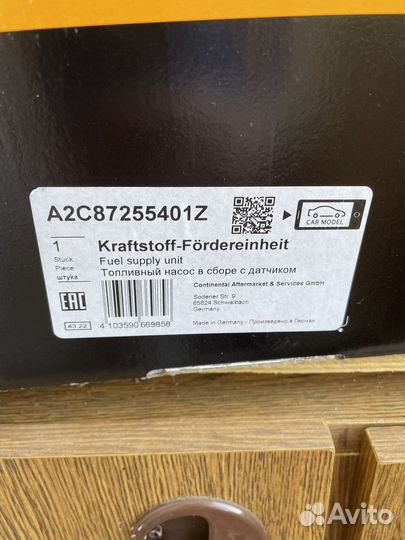 A2C87255401Z
CAR MODEL
1
Stück
Piece
штука
Kraftstoff-Fördereinheit
Fuel supply unit
Топливный насос в сборе с датчиком
Continental Aftermarket & Services GmbH
Sodener Str. 9
65824 Schwalbach
Germany
EAC
43.22
4 103590 669858
Made in Germany - Произведено в Герман
Avito